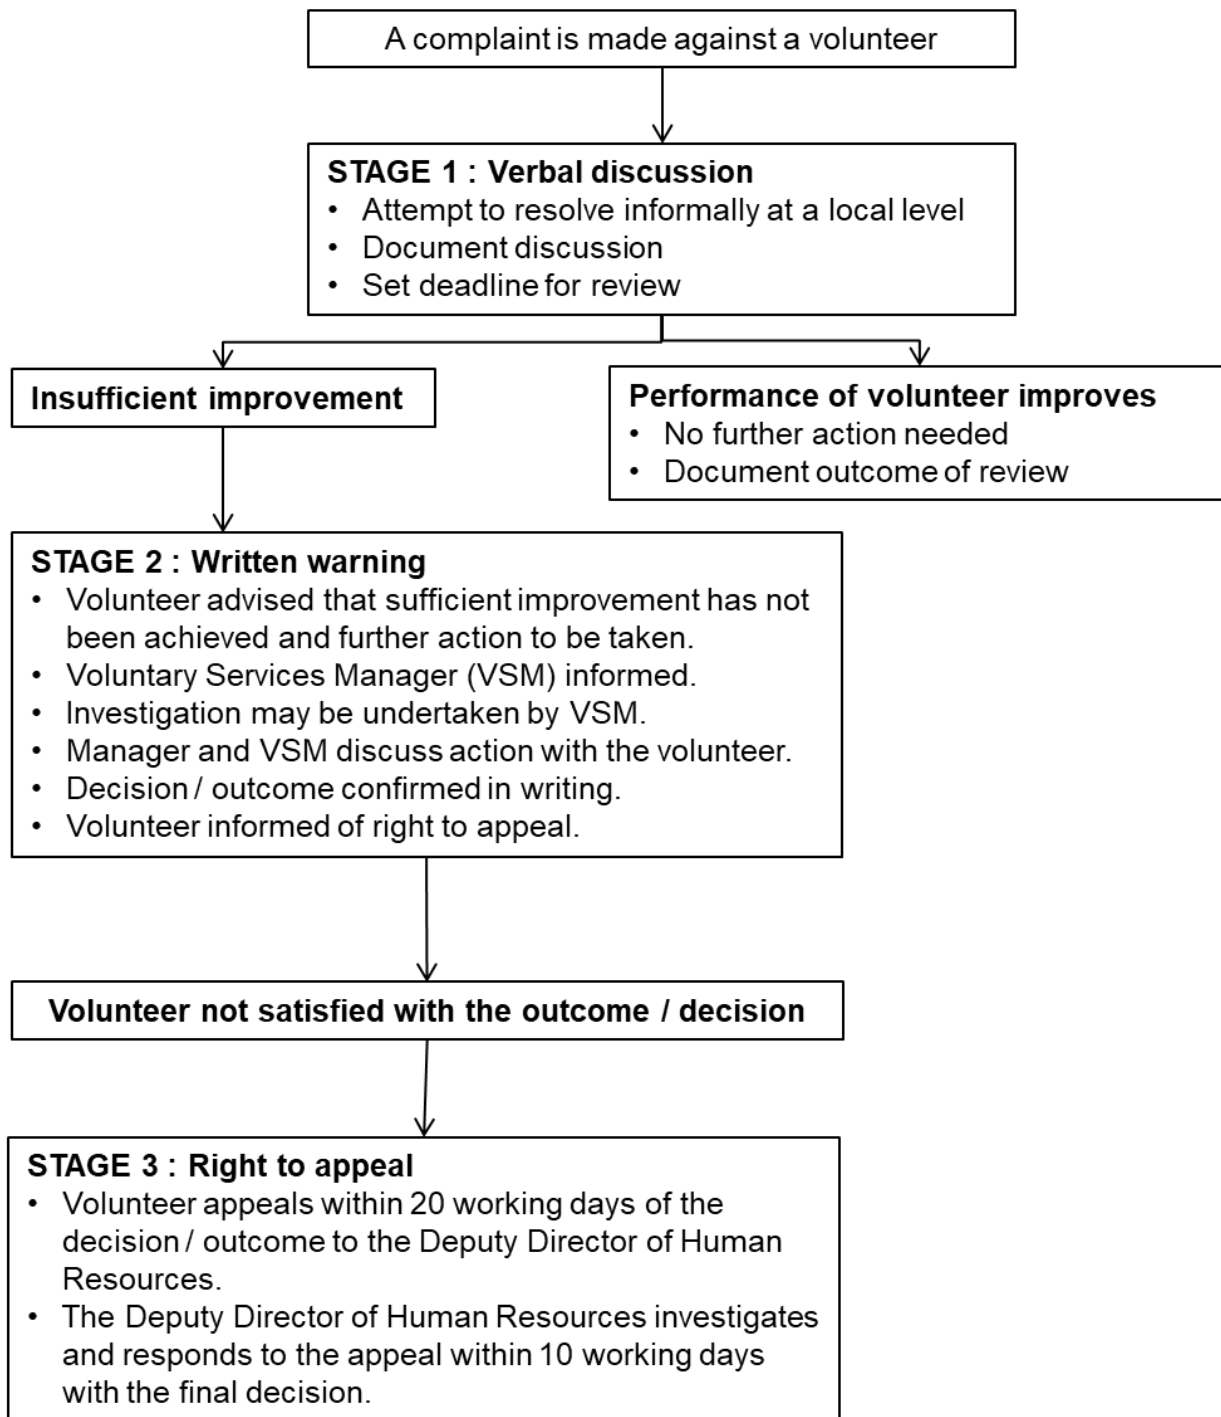 A complaint is made against a volunteer
STAGE 1 : Verbal discussion
• Attempt to resolve informally at a local level
• Document discussion
• Set deadline for review
Insufficient improvement
Performance of volunteer improves
• No further action needed
• Document outcome of review
STAGE 2 : Written warning
• Volunteer advised that sufficient improvement has not
been achieved and further action to be taken.
• Voluntary Services Manager (VSM) informed.
• Investigation may be undertaken by VSM.
• Manager and VSM discuss action with the volunteer.
• Decision / outcome confirmed in writing.
• Volunteer informed of right to appeal.
Volunteer not satisfied with the outcome / decision
STAGE 3 : Right to appeal
• Volunteer appeals within 20 working days of the
decision / outcome to the Deputy Director of Human
Resources.
• The Deputy Director of Human Resources investigates
and responds to the appeal within 10 working days
with the final decision.